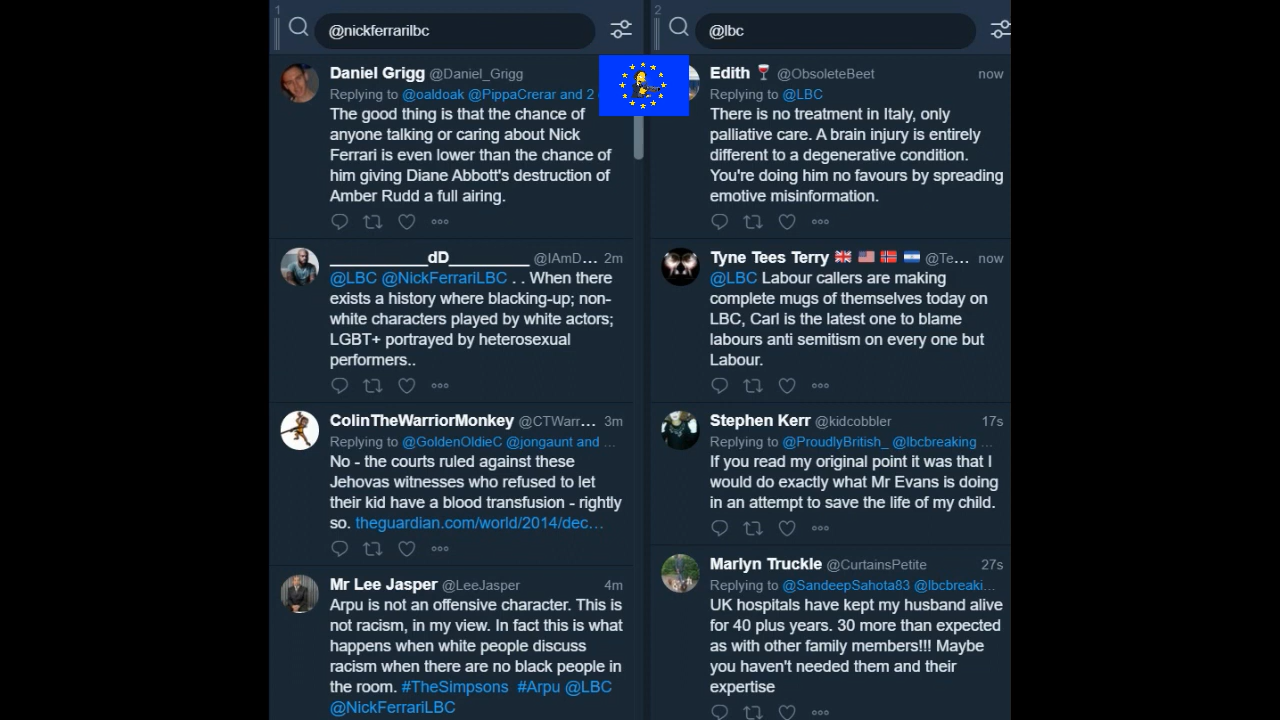 1
@nickferrarilbc
Daniel Grigg @Daniel_Grigg
Replying to @oaldoak @PippaCrerar and 2
The good thing is that the chance of
anyone talking or caring about Nick
Ferrari is even lower than the chance of
him giving Diane Abbott's destruction of
Amber Rudd a full airing.
___________dD_________ @IAmD... 2m
@LBC @NickFerrariLBC . . When there
exists a history where blacking-up; non-
white characters played by white actors;
LGBT+ portrayed by heterosexual
performers..
ColinTheWarriorMonkey @CTWarr... 3m
Replying to @GoldenOldieC @jongaunt and ...
No - the courts ruled against these
Jehovas witnesses who refused to let
their kid have a blood transfusion - rightly
so. theguardian.com/world/2014/dec...
Mr Lee Jasper @LeeJasper 4m
Arpu is not an offensive character. This is
not racism, in my view. In fact this is what
happens when white people discuss
racism when there are no black people in
the room. #TheSimpsons #Arpu @LBC
@NickFerrariLBC
2
@lbc
Edith 🍷 @ObsoleteBeet now
Replying to @LBC
There is no treatment in Italy, only
palliative care. A brain injury is entirely
different to a degenerative condition.
You're doing him no favours by spreading
emotive misinformation.
Tyne Tees Terry 🇬🇧 🇺🇸 🇳🇴 @Te... now
@LBC Labour callers are making
complete mugs of themselves today on
LBC, Carl is the latest one to blame
labours anti semitism on every one but
Labour.
Stephen Kerr @kidcobbler 17s
Replying to @ProudlyBritish_ @lbcbreaking ...
If you read my original point it was that I
would do exactly what Mr Evans is doing
in an attempt to save the life of my child.
Marlyn Truckle @CurtainsPetite 27s
Replying to @SandeepSahota83 @lbcbreaki...
UK hospitals have kept my husband alive
for 40 plus years. 30 more than expected
as with other family members!!! Maybe
you haven't needed them and their
expertise